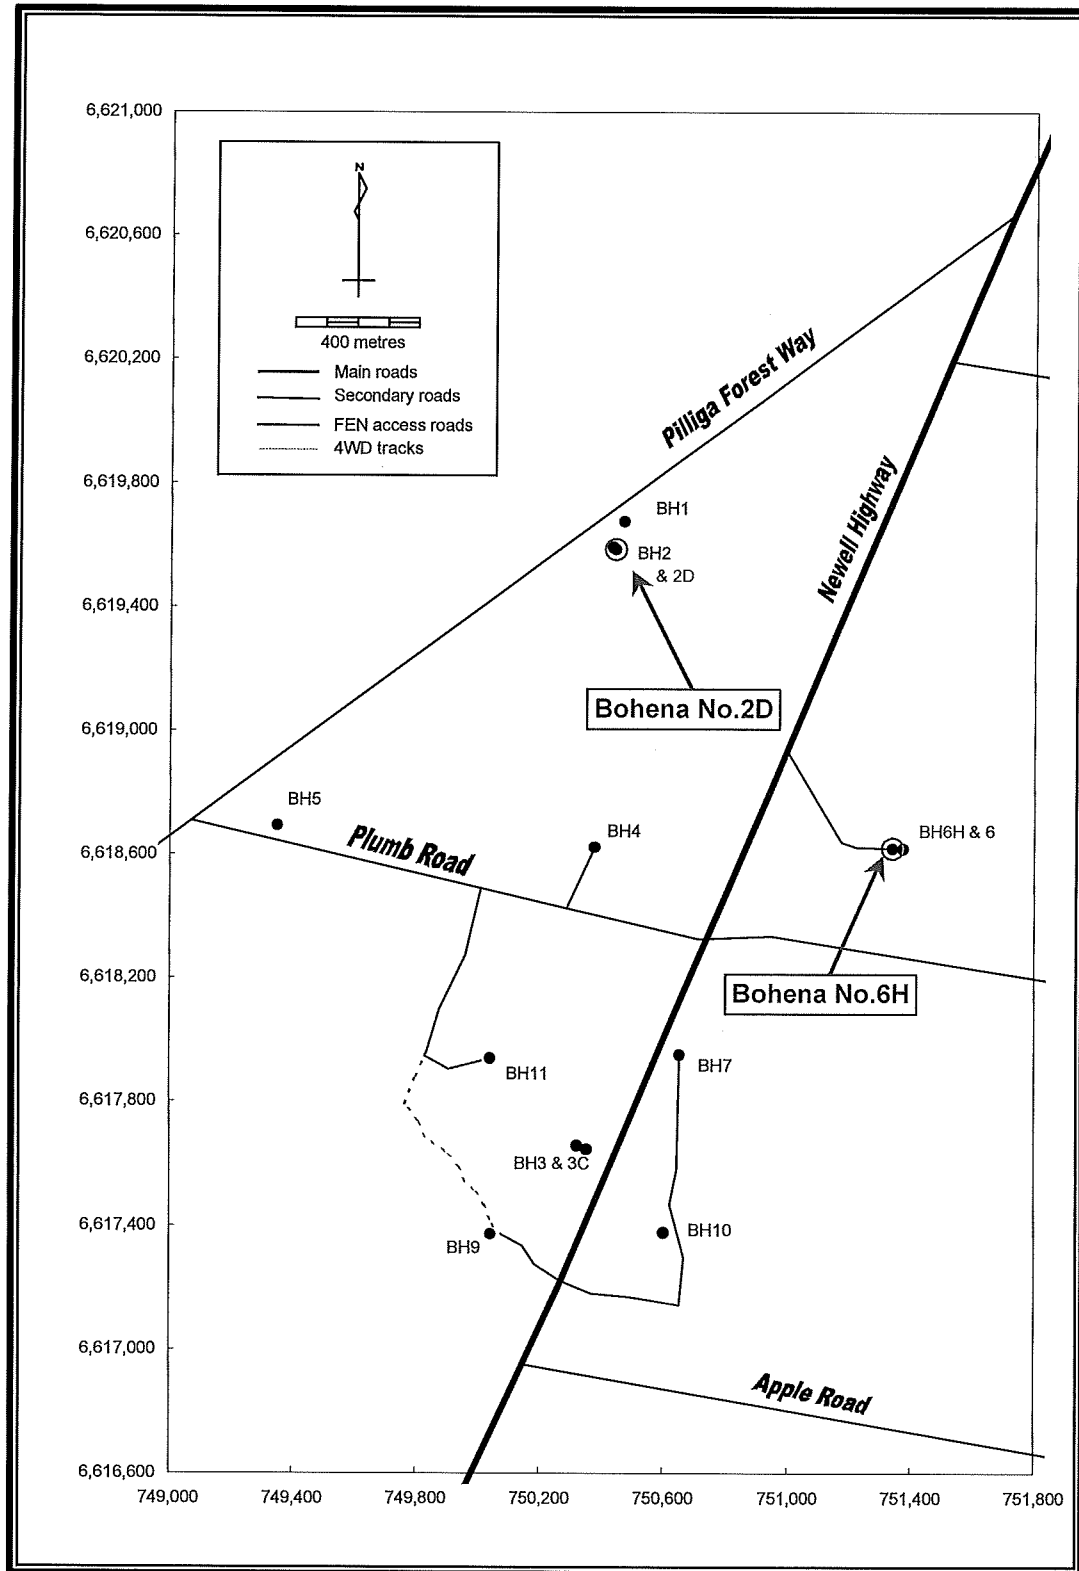 6,621,000
6,620,600
6,620,200
6,619,800
6,619,400
6,619,000
6,618,600
6,618,200
6,617,800
6,617,400
6,617,000
6,616,600
749,000
749,400
749,800
750,200
750,600
751,000
751,400
751,800
N
400 metres
Main roads
Secondary roads
FEN access roads
4WD tracks
Pilliga Forest Way
Newell Highway
BH1
BH2
& 2D
Bohena No.2D
BH5
Plumb Road
BH4
BH6H & 6
Bohena No.6H
BH11
BH7
BH3 & 3C
BH9
BH10
Apple Road